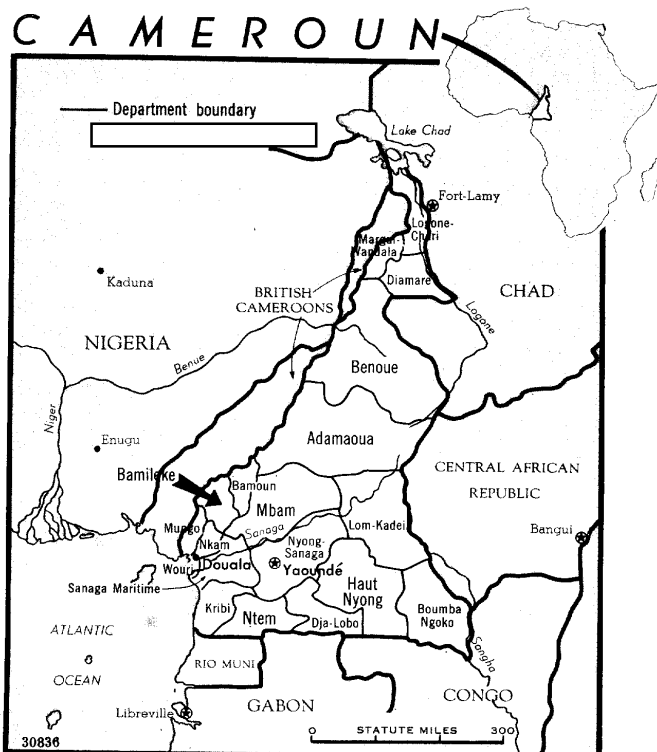 CAMEROUN
Department boundary
Lake Chad
Fort-Lamy
Logone-
Chari
Margui-
Wandala
Diamare
Kaduna
BRITISH
CAMEROONS
CHAD
Logone
NIGERIA
Benue
Benoue
Niger
Adamaoua
Enugu
CENTRAL AFRICAN
REPUBLIC
Bamileke
Bamoun
Mbam
Bangui
Mungo
Sanaga
Lom-Kadei
Nkam
Nyong-
Sanaga
Wouri
Douala
Yaoundé
Sanaga Maritime
Haut
Nyong
Kribi
Ntem
Dja-Lobo
Boumba
Ngoko
ATLANTIC
OCEAN
Sangha
RIO MUNI
Libreville
GABON
CONGO
0 STATUTE MILES 300
30836